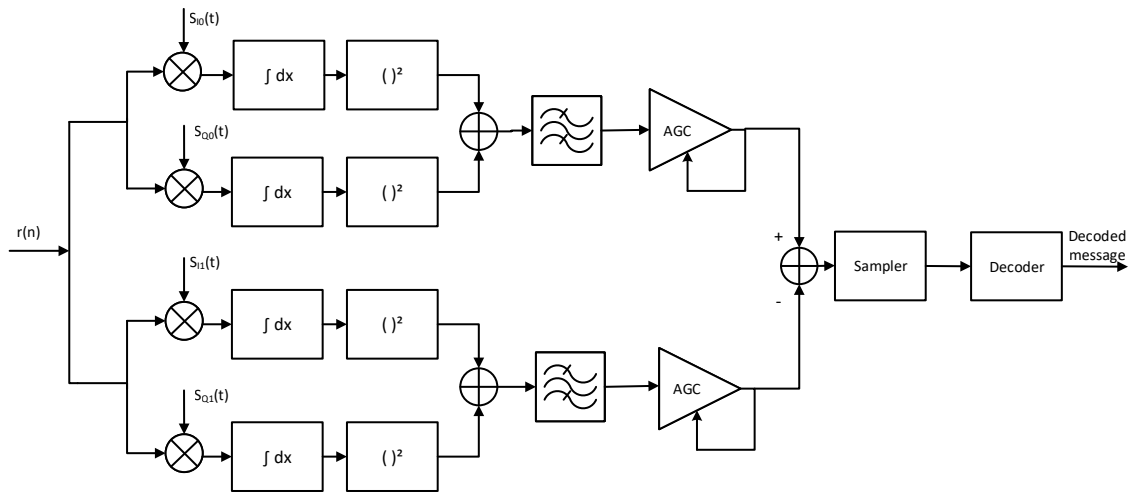 S_I0(t)
∫ dx
( )²
S_Q0(t)
∫ dx
( )²
AGC
r(n)
S_I1(t)
∫ dx
( )²
S_Q1(t)
∫ dx
( )²
AGC
+
-
Sampler
Decoder
Decoded
message